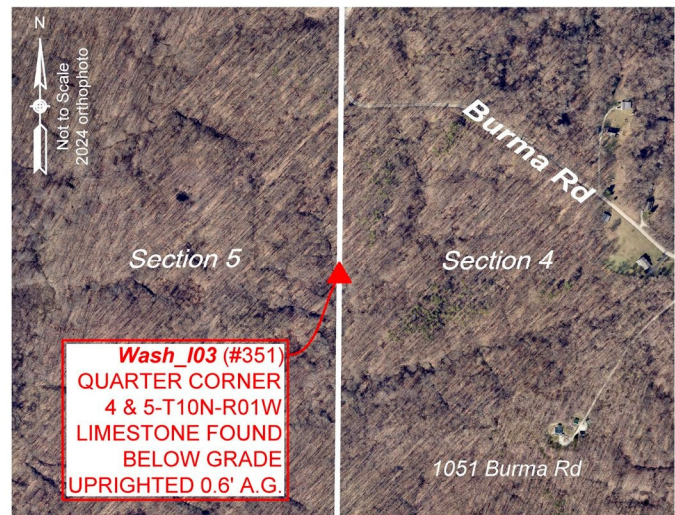 N
Not to Scale
2024 orthophoto
Burma Rd
Section 5
Section 4
Wash_I03 (#351)
QUARTER CORNER
4 & 5-T10N-R01W
LIMESTONE FOUND
BELOW GRADE
UPRIGHTED 0.6' A.G.
1051 Burma Rd